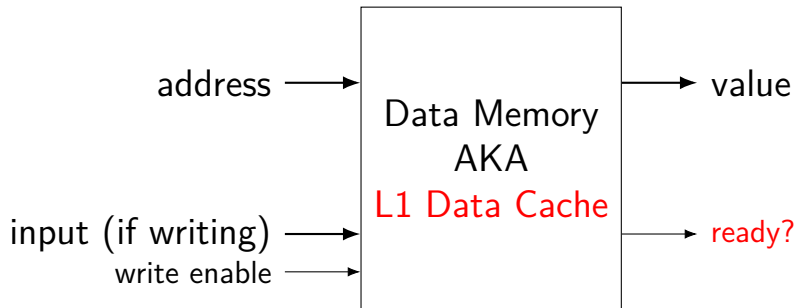 address
value
Data Memory
AKA
L1 Data Cache
input (if writing)
ready?
write enable